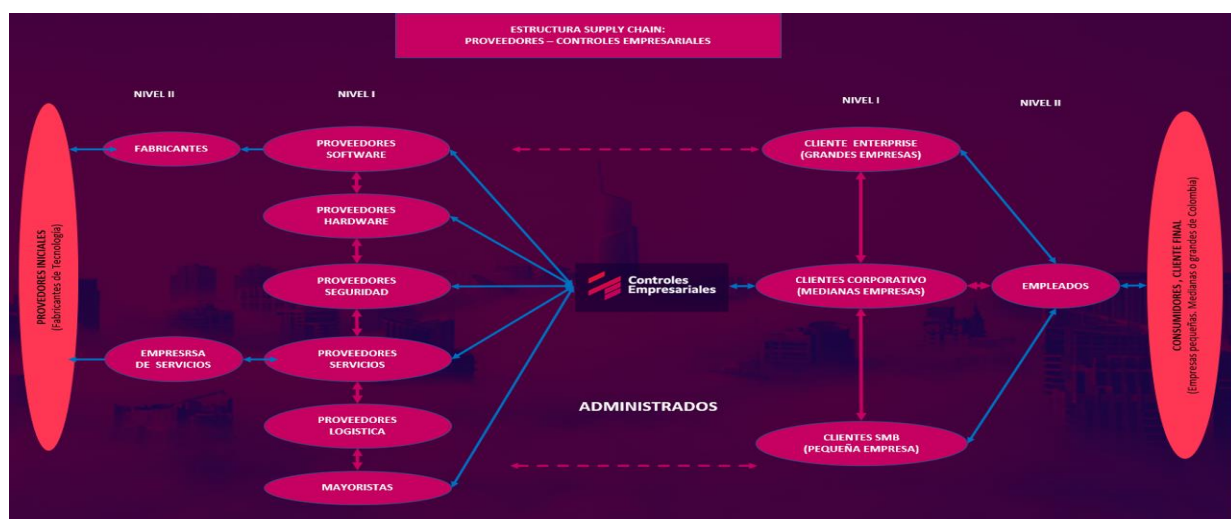 ESTRUCTURA SUPPLY CHAIN:
PROVEEDORES – CONTROLES EMPRESARIALES
NIVEL II
NIVEL I
NIVEL I
NIVEL II
PROVEDORES INICIALES
(Fabricantes de Tecnología)
FABRICANTES
EMPRESRSA
DE SERVICIOS
PROVEEDORES
SOFTWARE
PROVEEDORES
HARDWARE
PROVEEDORES
SEGURIDAD
PROVEEDORES
SERVICIOS
PROVEEDORES
LOGISTICA
MAYORISTAS
Controles
Empresariales
ADMINISTRADOS
CLIENTE ENTERPRISE
(GRANDES EMPRESAS)
CLIENTES CORPORATIVO
(MEDIANAS EMPRESAS)
CLIENTES SMB
(PEQUEÑA EMPRESA)
EMPLEADOS
CONSUMIDORES , CLIENTE FINAL
(Empresas pequeñas. Medianas o grandes de Colombia)